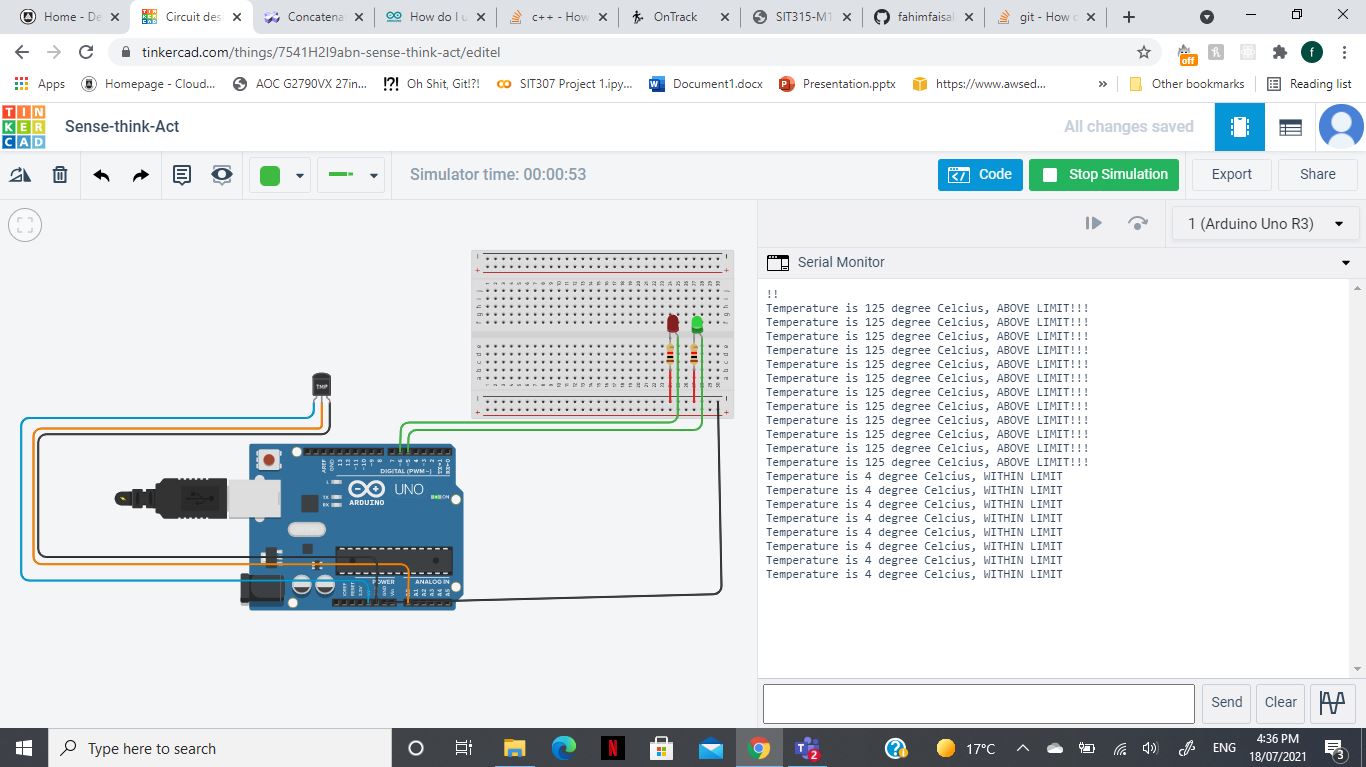 Home - De
Circuit des
Concatena
How do I u
c++ - How
OnTrack
SIT315-M1
fahimfaisal
git - How c
tinkercad.com/things/7541H2I9abn-sense-think-act/editel
off
f
Apps
Homepage - Cloud...
AOC G2790VX 27in...
!?! Oh Shit, Git!?!
SIT307 Project 1.ipy...
Document1.docx
Presentation.pptx
https://www.awsed...
»
Other bookmarks
Reading list
TIN
KER
CAD
Sense-think-Act
All changes saved
Simulator time: 00:00:53
Code
Stop Simulation
Export
Share
1 (Arduino Uno R3)
Serial Monitor
!!
Temperature is 125 degree Celcius, ABOVE LIMIT!!!
Temperature is 125 degree Celcius, ABOVE LIMIT!!!
Temperature is 125 degree Celcius, ABOVE LIMIT!!!
Temperature is 125 degree Celcius, ABOVE LIMIT!!!
Temperature is 125 degree Celcius, ABOVE LIMIT!!!
Temperature is 125 degree Celcius, ABOVE LIMIT!!!
Temperature is 125 degree Celcius, ABOVE LIMIT!!!
Temperature is 125 degree Celcius, ABOVE LIMIT!!!
Temperature is 125 degree Celcius, ABOVE LIMIT!!!
Temperature is 125 degree Celcius, ABOVE LIMIT!!!
Temperature is 125 degree Celcius, ABOVE LIMIT!!!
Temperature is 125 degree Celcius, ABOVE LIMIT!!!
Temperature is 4 degree Celcius, WITHIN LIMIT
Temperature is 4 degree Celcius, WITHIN LIMIT
Temperature is 4 degree Celcius, WITHIN LIMIT
Temperature is 4 degree Celcius, WITHIN LIMIT
Temperature is 4 degree Celcius, WITHIN LIMIT
Temperature is 4 degree Celcius, WITHIN LIMIT
Temperature is 4 degree Celcius, WITHIN LIMIT
Temperature is 4 degree Celcius, WITHIN LIMIT
TMP
DIGITAL (PWM ~)
L
TX
RX
UNO
ARDUINO
ON
POWER
ANALOG IN
Send
Clear
Type here to search
2
17°C
ENG
4:36 PM
18/07/2021
3